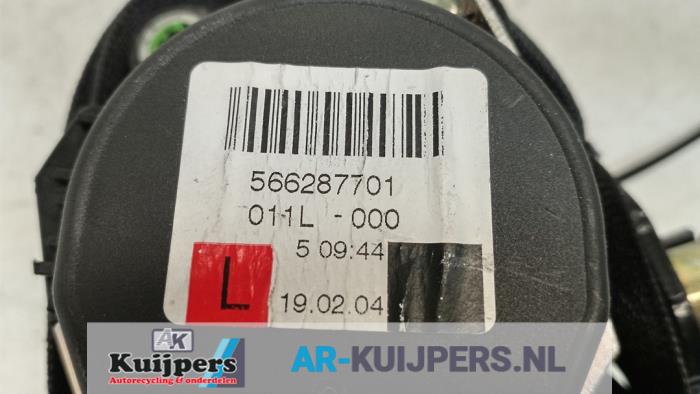 566287701
011L -000
5 09:44
L 19.02.04
AK
Kuijpers
Autorecycling & onderdelen
AR-KUIJPERS.NL